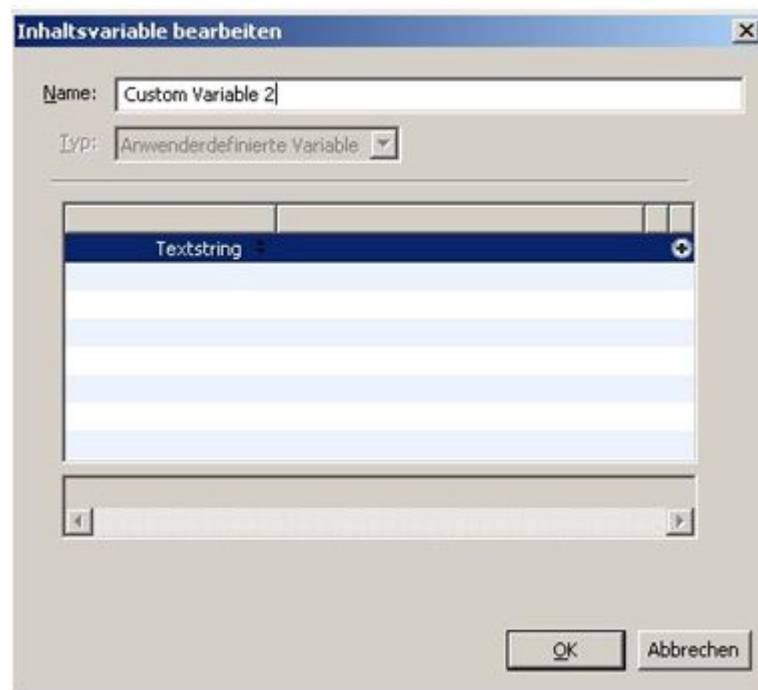 Inhaltsvariable bearbeiten
Name: Custom Variable 2
Typ: Anwenderdefinierte Variable
Textstring
OK Abbrechen